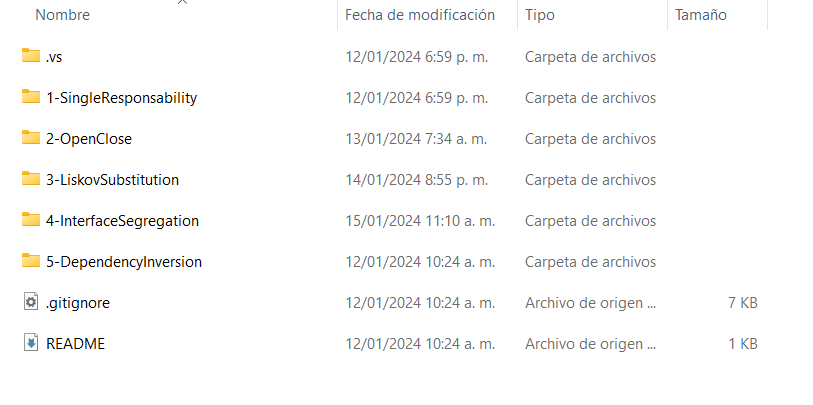 Nombre Fecha de modificación Tipo Tamaño
.vs 12/01/2024 6:59 p. m. Carpeta de archivos
1-SingleResponsability 12/01/2024 6:59 p. m. Carpeta de archivos
2-OpenClose 13/01/2024 7:34 a. m. Carpeta de archivos
3-LiskovSubstitution 14/01/2024 8:55 p. m. Carpeta de archivos
4-InterfaceSegregation 15/01/2024 11:10 a. m. Carpeta de archivos
5-DependencyInversion 12/01/2024 10:24 a. m. Carpeta de archivos
.gitignore 12/01/2024 10:24 a. m. Archivo de origen ... 7 KB
README 12/01/2024 10:24 a. m. Archivo de origen ... 1 KB